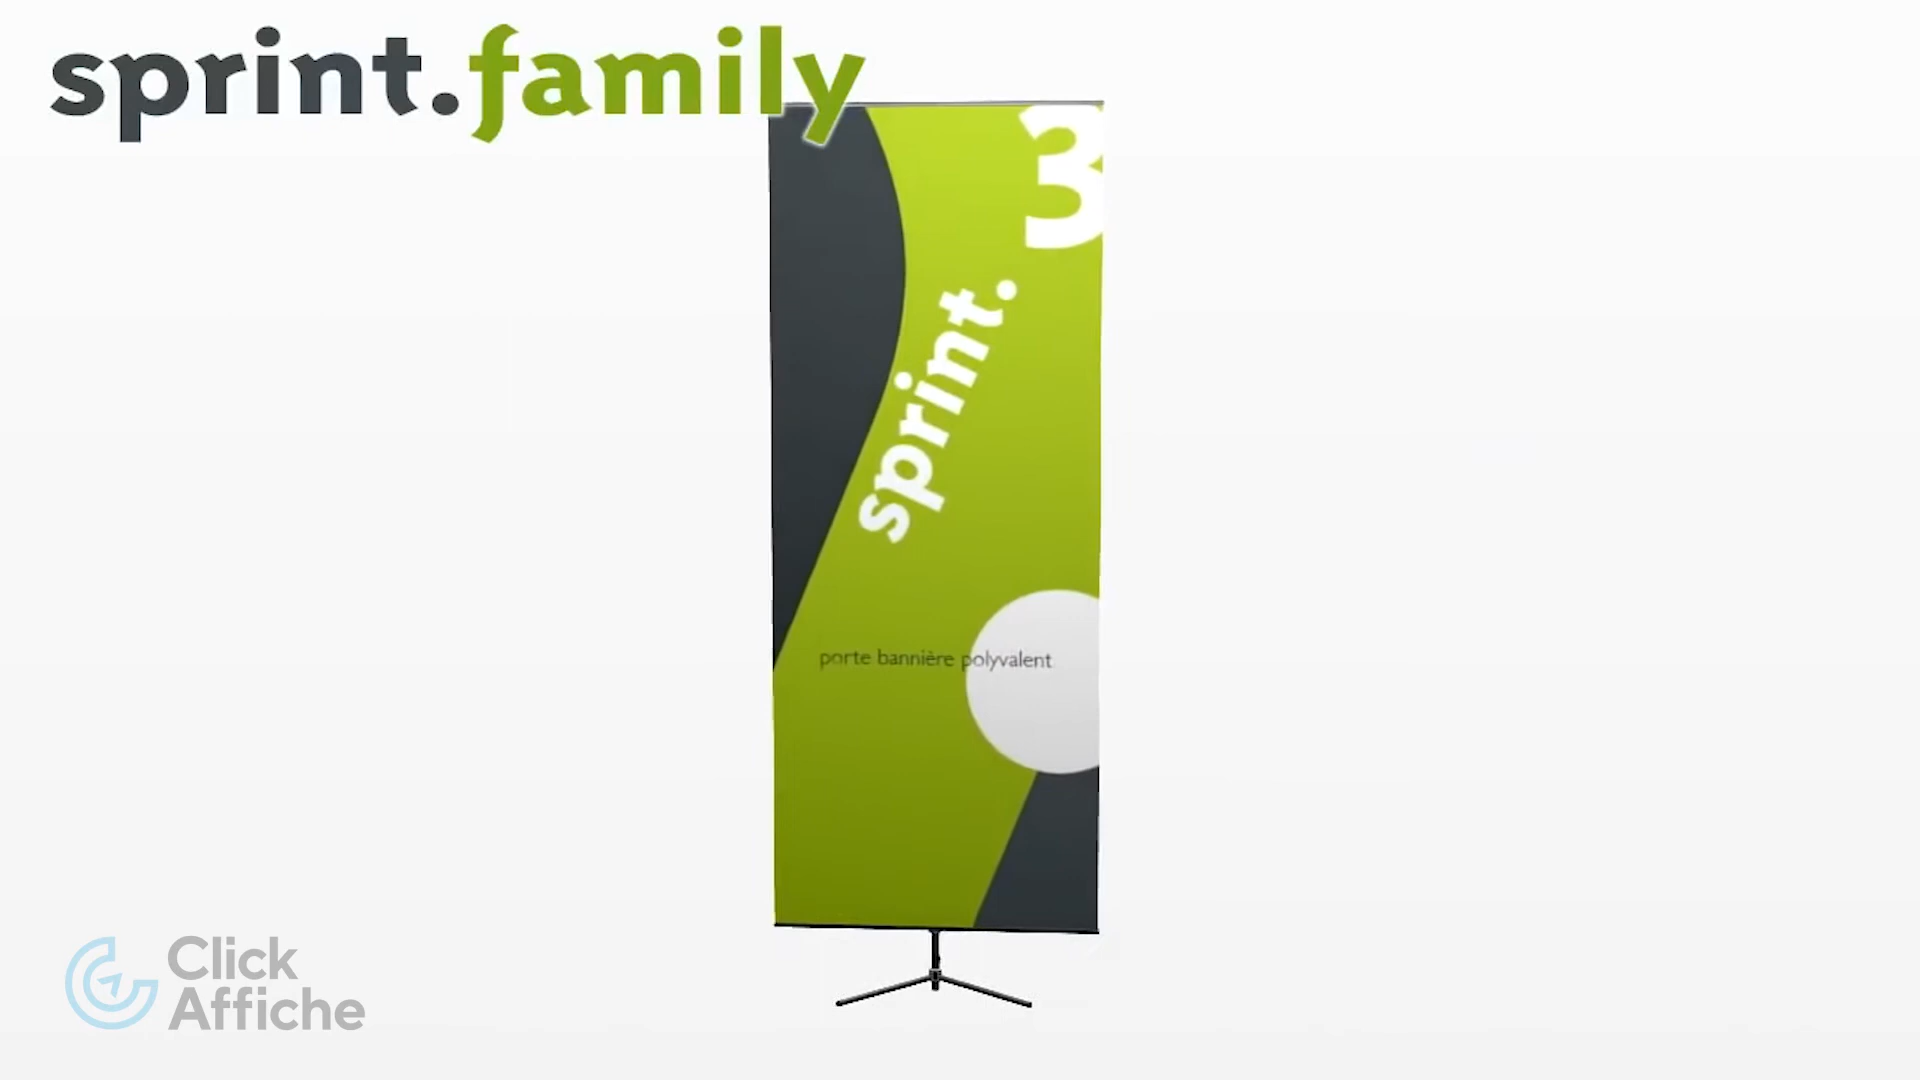 sprint.family
3
sprint.
porte bannière polyvalent
Click
Affiche